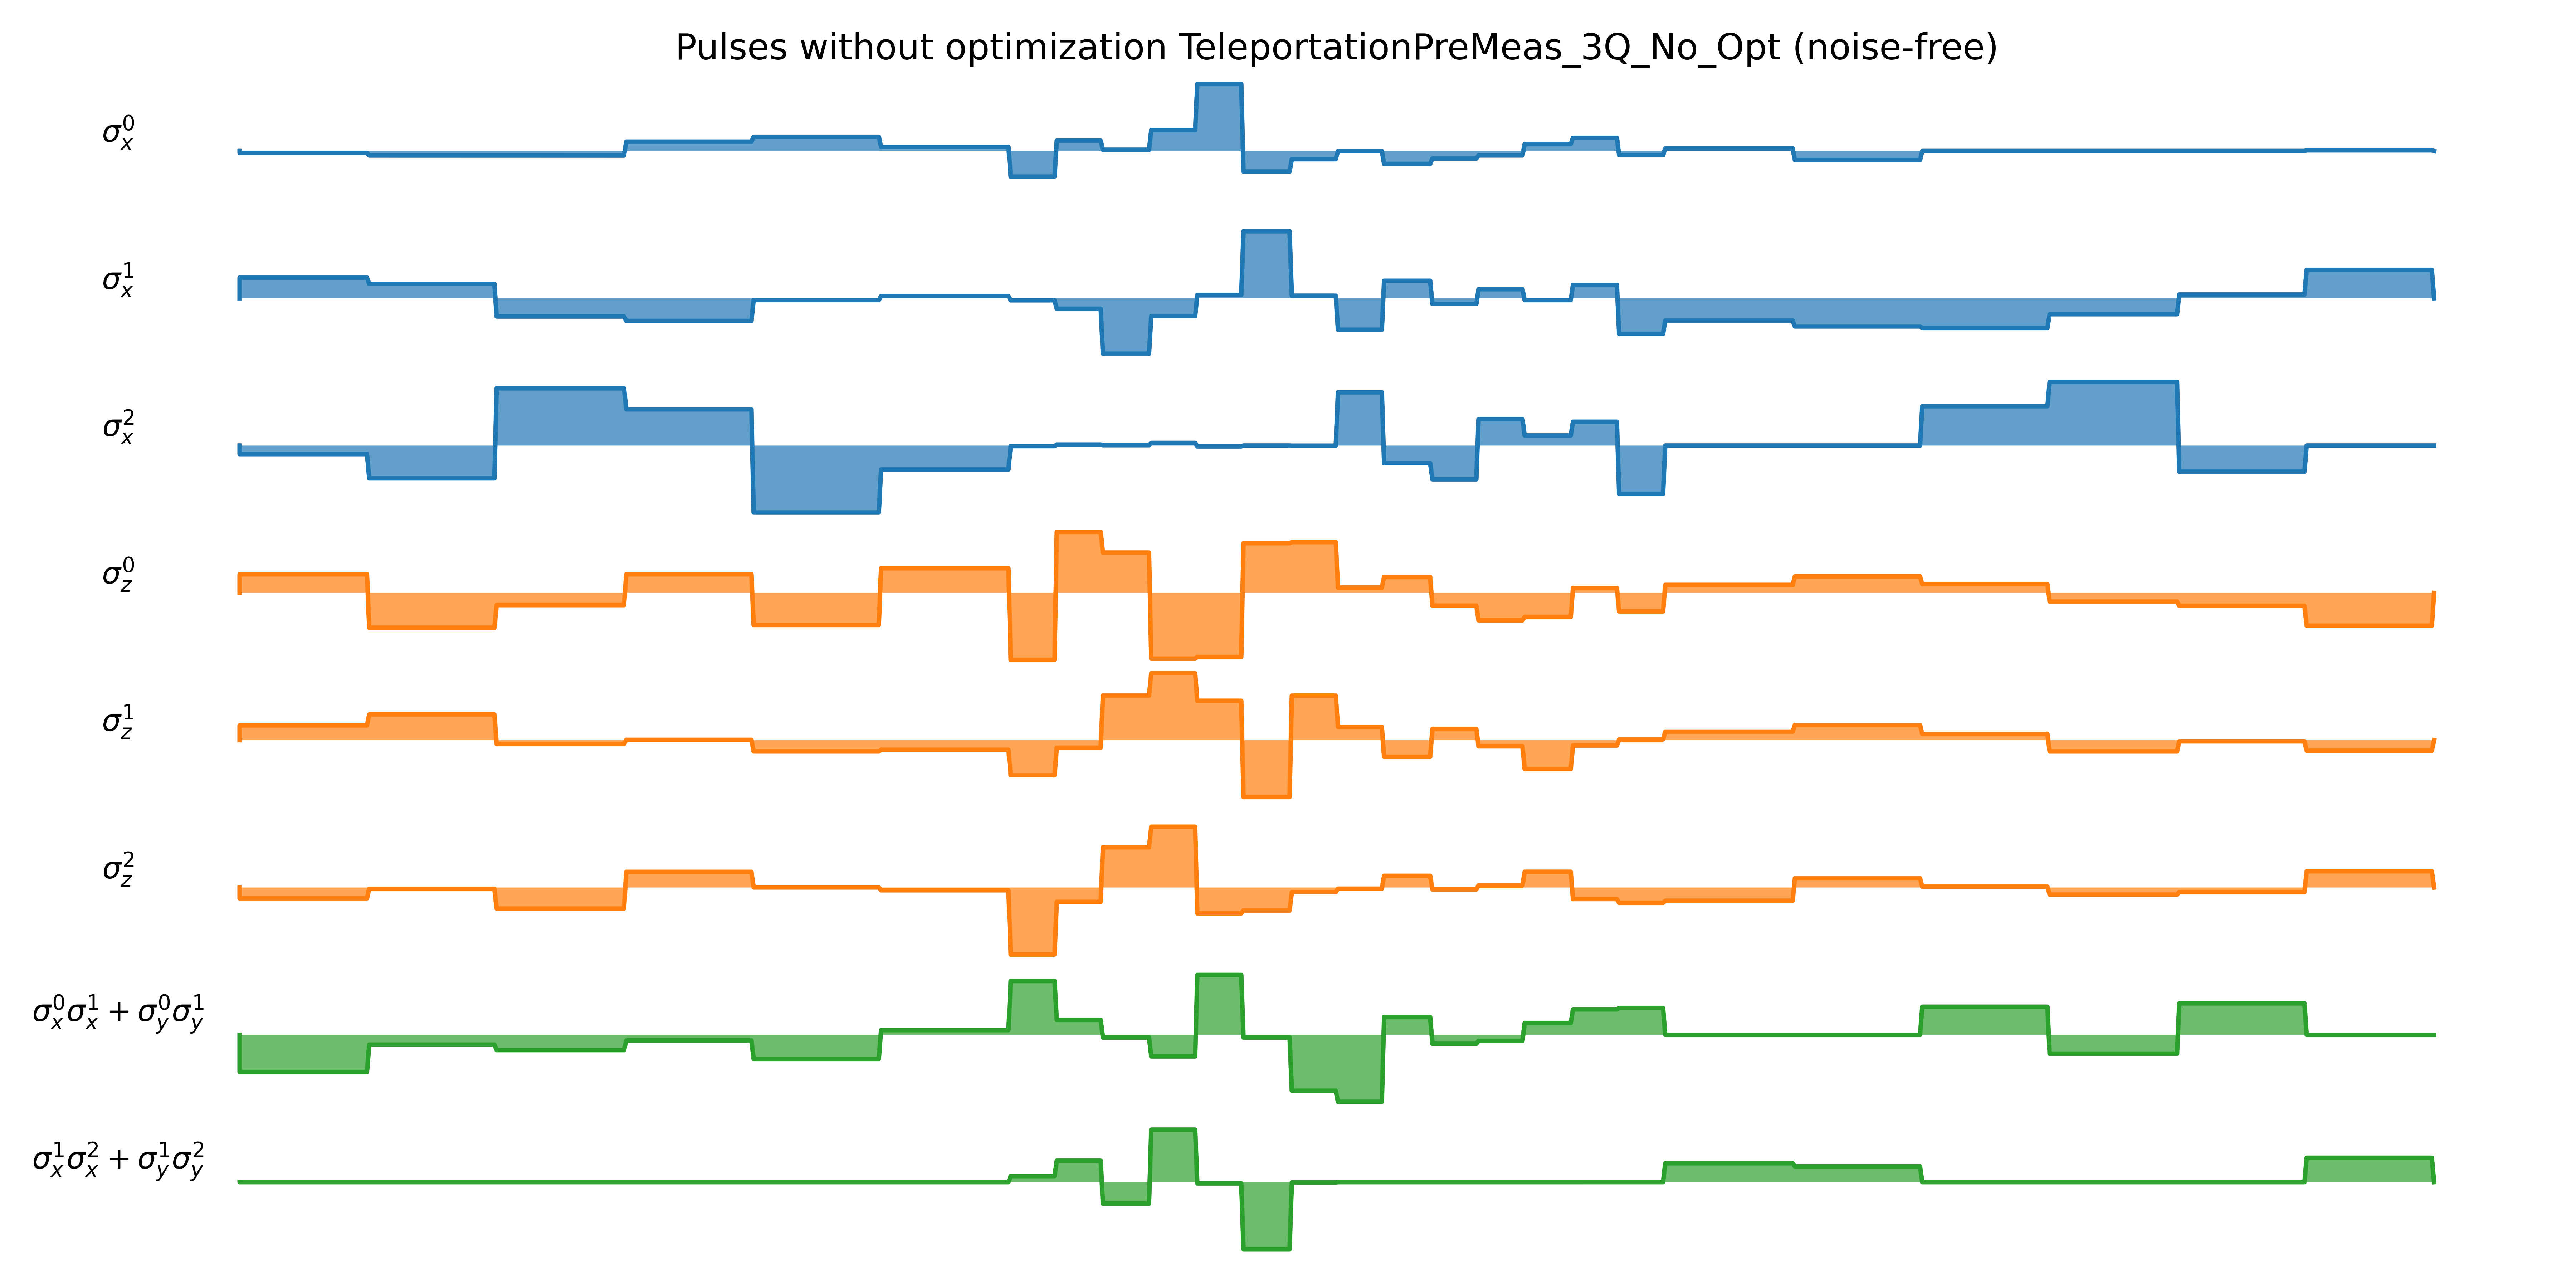 Pulses without optimization TeleportationPreMeas_3Q_No_Opt (noise-free)
σ_x^0
σ_x^1
σ_x^2
σ_z^0
σ_z^1
σ_z^2
σ_x^0σ_x^1 + σ_y^0σ_y^1
σ_x^1σ_x^2 + σ_y^1σ_y^2